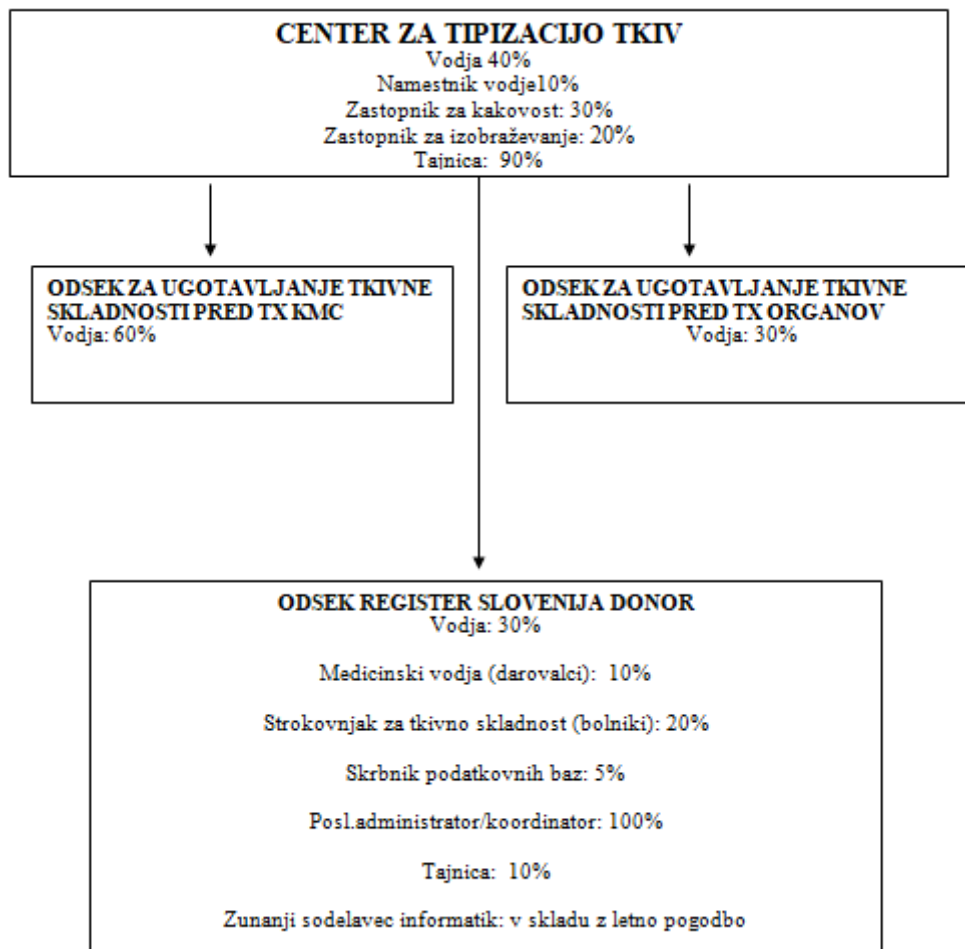 CENTER ZA TIPIZACIJO TKIV
Vodja 40%
Namestnik vodje10%
Zastopnik za kakovost: 30%
Zastopnik za izobraževanje: 20%
Tajnica: 90%
ODSEK ZA UGOTAVLJANJE TKIVNE
SKLADNOSTI PRED TX KMC
Vodja: 60%
ODSEK ZA UGOTAVLJANJE TKIVNE
SKLADNOSTI PRED TX ORGANOV
Vodja: 30%
ODSEK REGISTER SLOVENIJA DONOR
Vodja: 30%
Medicinski vodja (darovalci): 10%
Strokovnjak za tkivno skladnost (bolniki): 20%
Skrbnik podatkovnih baz: 5%
Posl.administrator/koordinator: 100%
Tajnica: 10%
Zunanji sodelavec informatik: v skladu z letno pogodbo